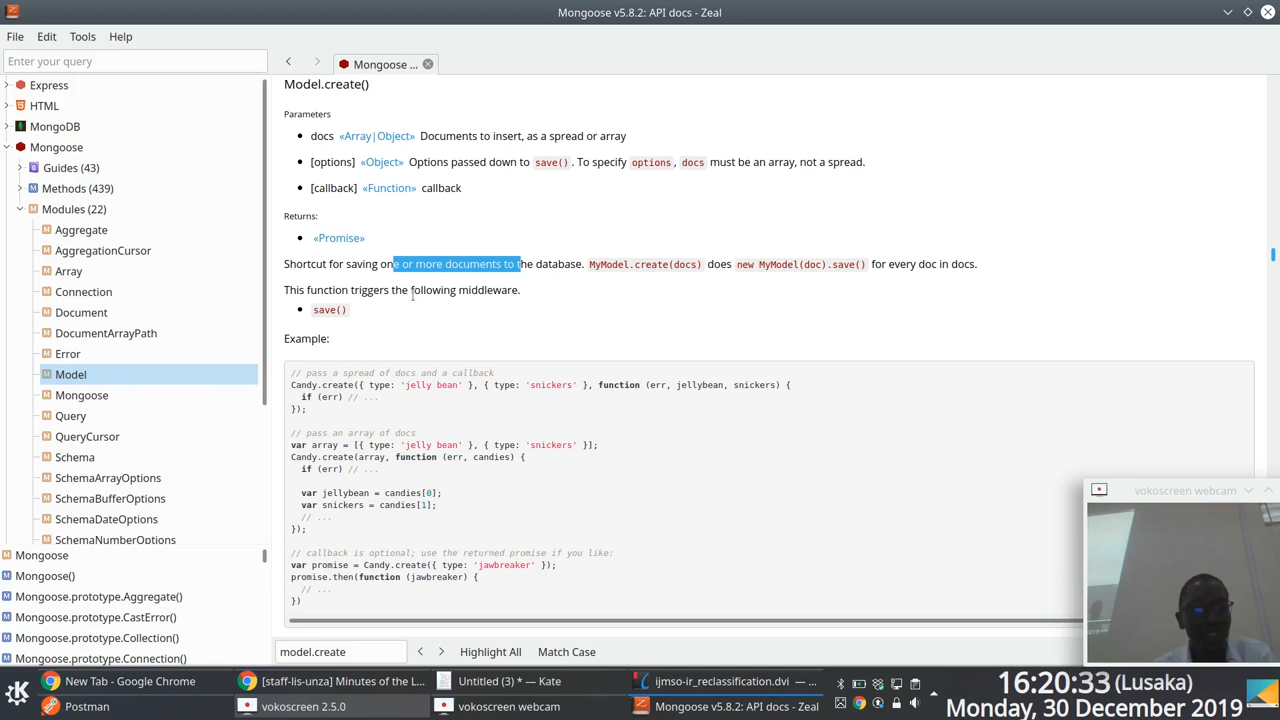 Mongoose v5.8.2: API docs - Zeal
File Edit Tools Help
Enter your query
Mongoose ...
Express
HTML
MongoDB
Mongoose
Guides (43)
Methods (439)
Modules (22)
Aggregate
AggregationCursor
Array
Connection
Document
DocumentArrayPath
Error
Model
Mongoose
Query
QueryCursor
Schema
SchemaArrayOptions
SchemaBufferOptions
SchemaDateOptions
SchemaNumberOptions
Mongoose
Mongoose()
Mongoose.prototype.Aggregate()
Mongoose.prototype.CastError()
Mongoose.prototype.Collection()
Mongoose.prototype.Connection()
Model.create()
Parameters
docs «Array|Object» Documents to insert, as a spread or array
[options] «Object» Options passed down to save(). To specify options, docs must be an array, not a spread.
[callback] «Function» callback
Returns:
«Promise»
Shortcut for saving one or more documents to the database. MyModel.create(docs) does new MyModel(doc).save() for every doc in docs.
This function triggers the following middleware.
save()
Example:
// pass a spread of docs and a callback
Candy.create({ type: 'jelly bean' }, { type: 'snickers' }, function (err, jellybean, snickers) {
if (err) // ...
});
// pass an array of docs
var array = [{ type: 'jelly bean' }, { type: 'snickers' }];
Candy.create(array, function (err, candies) {
if (err) // ...
var jellybean = candies[0];
var snickers = candies[1];
// ...
});
// callback is optional; use the returned promise if you like:
var promise = Candy.create({ type: 'jawbreaker' });
promise.then(function (jawbreaker) {
// ...
})
model.create Highlight All Match Case
vokoscreen webcam
New Tab - Google Chrome
[staff-lis-unza] Minutes of the L...
Untitled (3) * — Kate
ijmso-ir_reclassification.dvi — ...
Postman
vokoscreen 2.5.0
vokoscreen webcam
Mongoose v5.8.2: API docs - Zeal
16:20:33 (Lusaka)
Monday, 30 December 2019